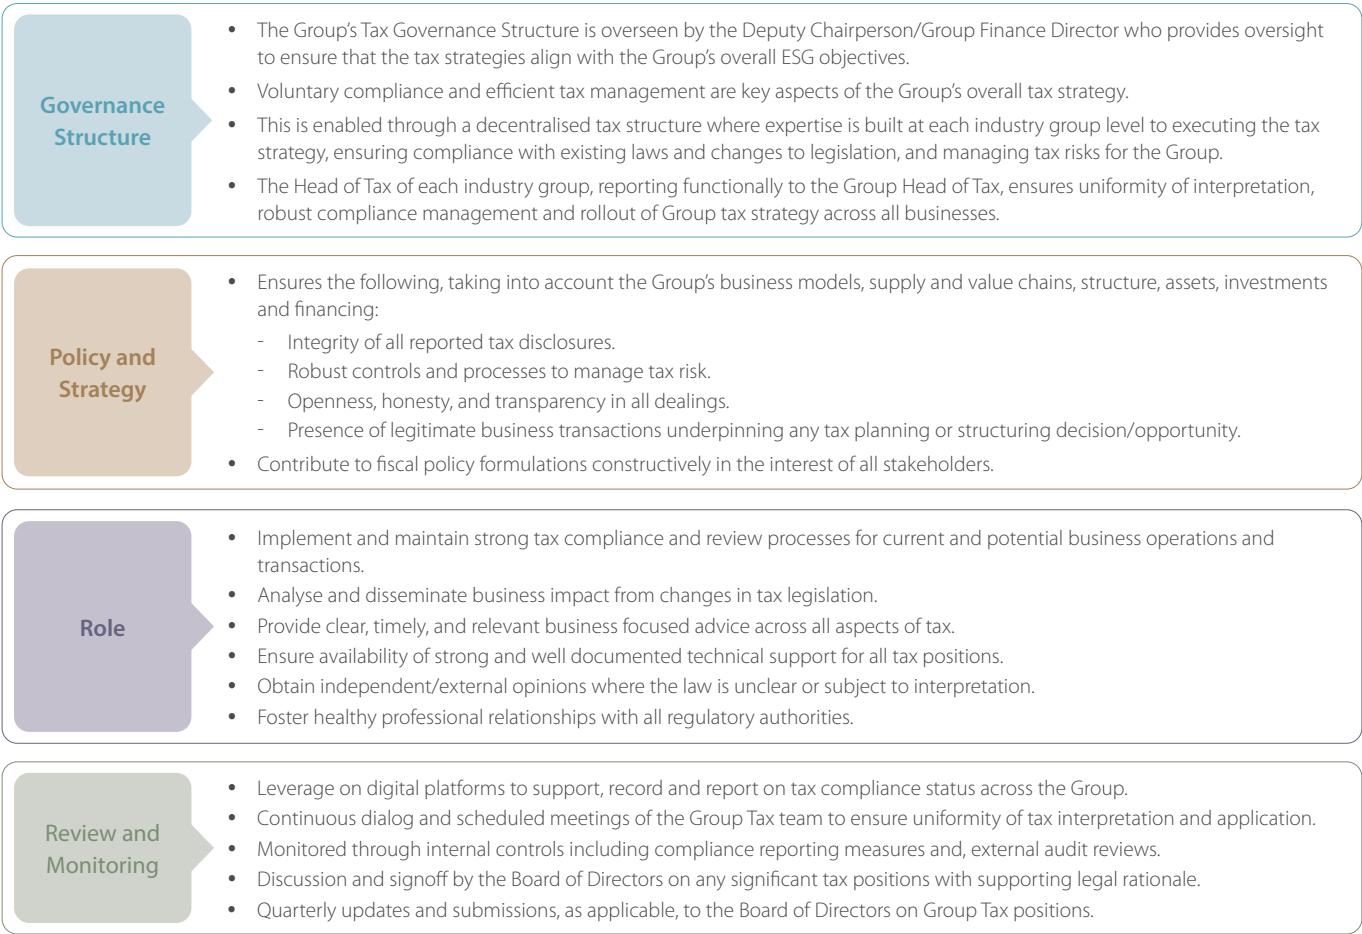 Governance
Structure
• The Group's Tax Governance Structure is overseen by the Deputy Chairperson/Group Finance Director who provides oversight
to ensure that the tax strategies align with the Group's overall ESG objectives.
• Voluntary compliance and efficient tax management are key aspects of the Group's overall tax strategy.
• This is enabled through a decentralised tax structure where expertise is built at each industry group level to executing the tax
strategy, ensuring compliance with existing laws and changes to legislation, and managing tax risks for the Group.
• The Head of Tax of each industry group, reporting functionally to the Group Head of Tax, ensures uniformity of interpretation,
robust compliance management and rollout of Group tax strategy across all businesses.
Policy and
Strategy
• Ensures the following, taking into account the Group's business models, supply and value chains, structure, assets, investments
and financing:
- Integrity of all reported tax disclosures.
- Robust controls and processes to manage tax risk.
- Openness, honesty, and transparency in all dealings.
- Presence of legitimate business transactions underpinning any tax planning or structuring decision/opportunity.
• Contribute to fiscal policy formulations constructively in the interest of all stakeholders.
Role
• Implement and maintain strong tax compliance and review processes for current and potential business operations and
transactions.
• Analyse and disseminate business impact from changes in tax legislation.
• Provide clear, timely, and relevant business focused advice across all aspects of tax.
• Ensure availability of strong and well documented technical support for all tax positions.
• Obtain independent/external opinions where the law is unclear or subject to interpretation.
• Foster healthy professional relationships with all regulatory authorities.
Review and
Monitoring
• Leverage on digital platforms to support, record and report on tax compliance status across the Group.
• Continuous dialog and scheduled meetings of the Group Tax team to ensure uniformity of tax interpretation and application.
• Monitored through internal controls including compliance reporting measures and, external audit reviews.
• Discussion and signoff by the Board of Directors on any significant tax positions with supporting legal rationale.
• Quarterly updates and submissions, as applicable, to the Board of Directors on Group Tax positions.